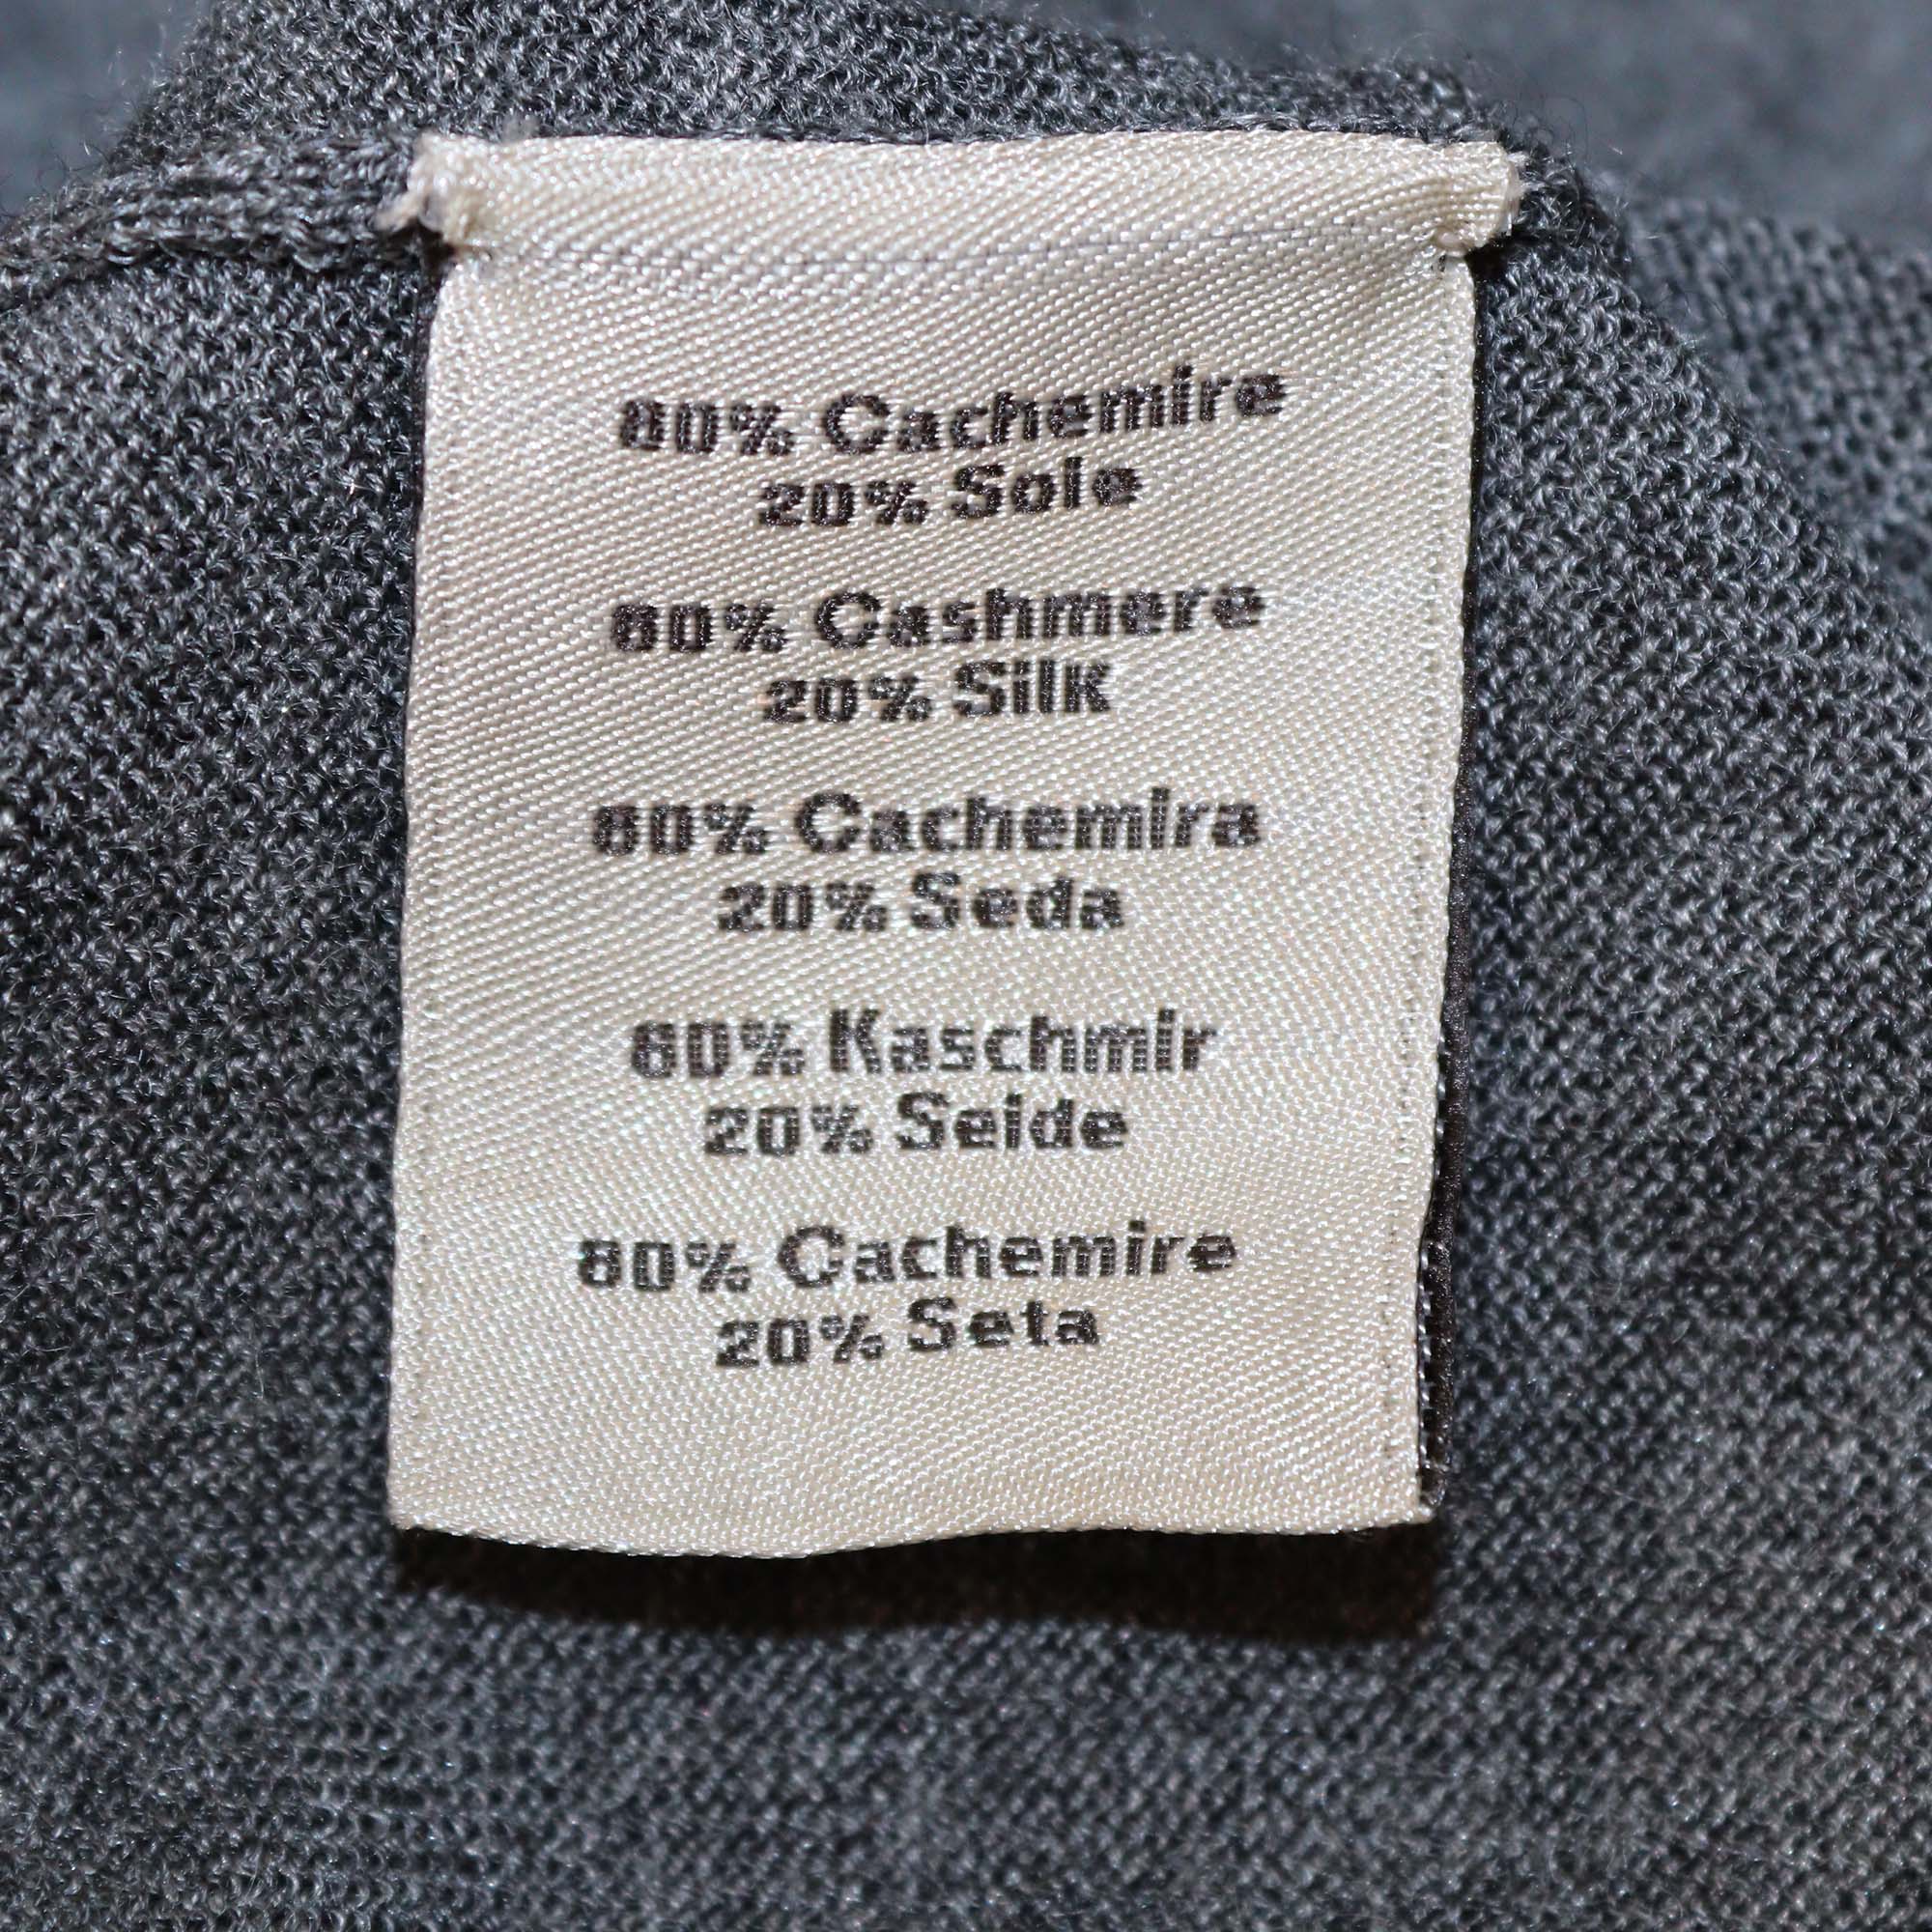 80% Cachemire
20% Soie
80% Cashmere
20% Silk
80% Cachemira
20% Seda
80% Kaschmir
20% Seide
80% Cachemire
20% Seta